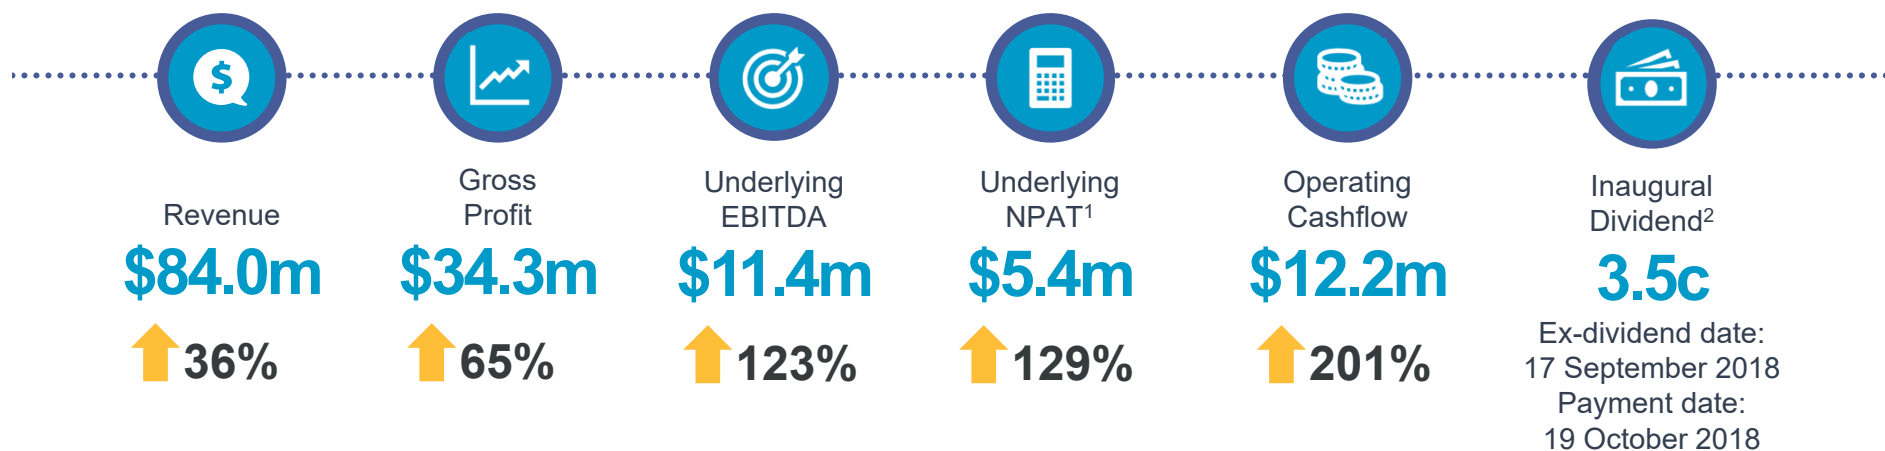 $
Revenue
$84.0m
36%
Gross
Profit
$34.3m
65%
Underlying
EBITDA
$11.4m
123%
Underlying
NPAT¹
$5.4m
129%
Operating
Cashflow
$12.2m
201%
Inaugural
Dividend²
3.5c
Ex-dividend date:
17 September 2018
Payment date:
19 October 2018